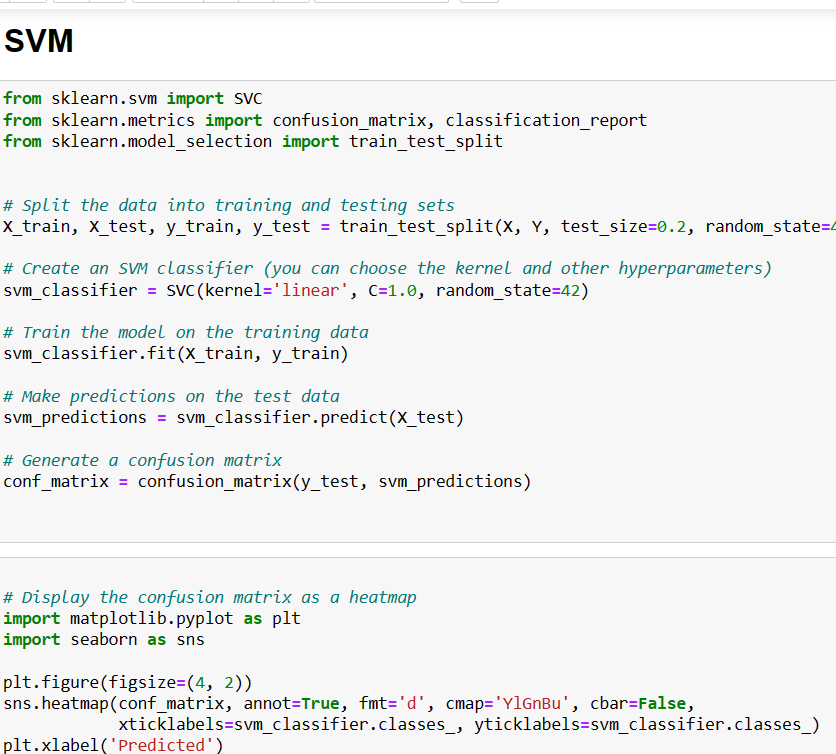 SVM
from sklearn.svm import SVC
from sklearn.metrics import confusion_matrix, classification_report
from sklearn.model_selection import train_test_split
# Split the data into training and testing sets
X_train, X_test, y_train, y_test = train_test_split(X, Y, test_size=0.2, random_state=4
# Create an SVM classifier (you can choose the kernel and other hyperparameters)
svm_classifier = SVC(kernel='linear', C=1.0, random_state=42)
# Train the model on the training data
svm_classifier.fit(X_train, y_train)
# Make predictions on the test data
svm_predictions = svm_classifier.predict(X_test)
# Generate a confusion matrix
conf_matrix = confusion_matrix(y_test, svm_predictions)
# Display the confusion matrix as a heatmap
import matplotlib.pyplot as plt
import seaborn as sns
plt.figure(figsize=(4, 2))
sns.heatmap(conf_matrix, annot=True, fmt='d', cmap='YlGnBu', cbar=False,
xticklabels=svm_classifier.classes_, yticklabels=svm_classifier.classes_)
plt.xlabel('Predicted')